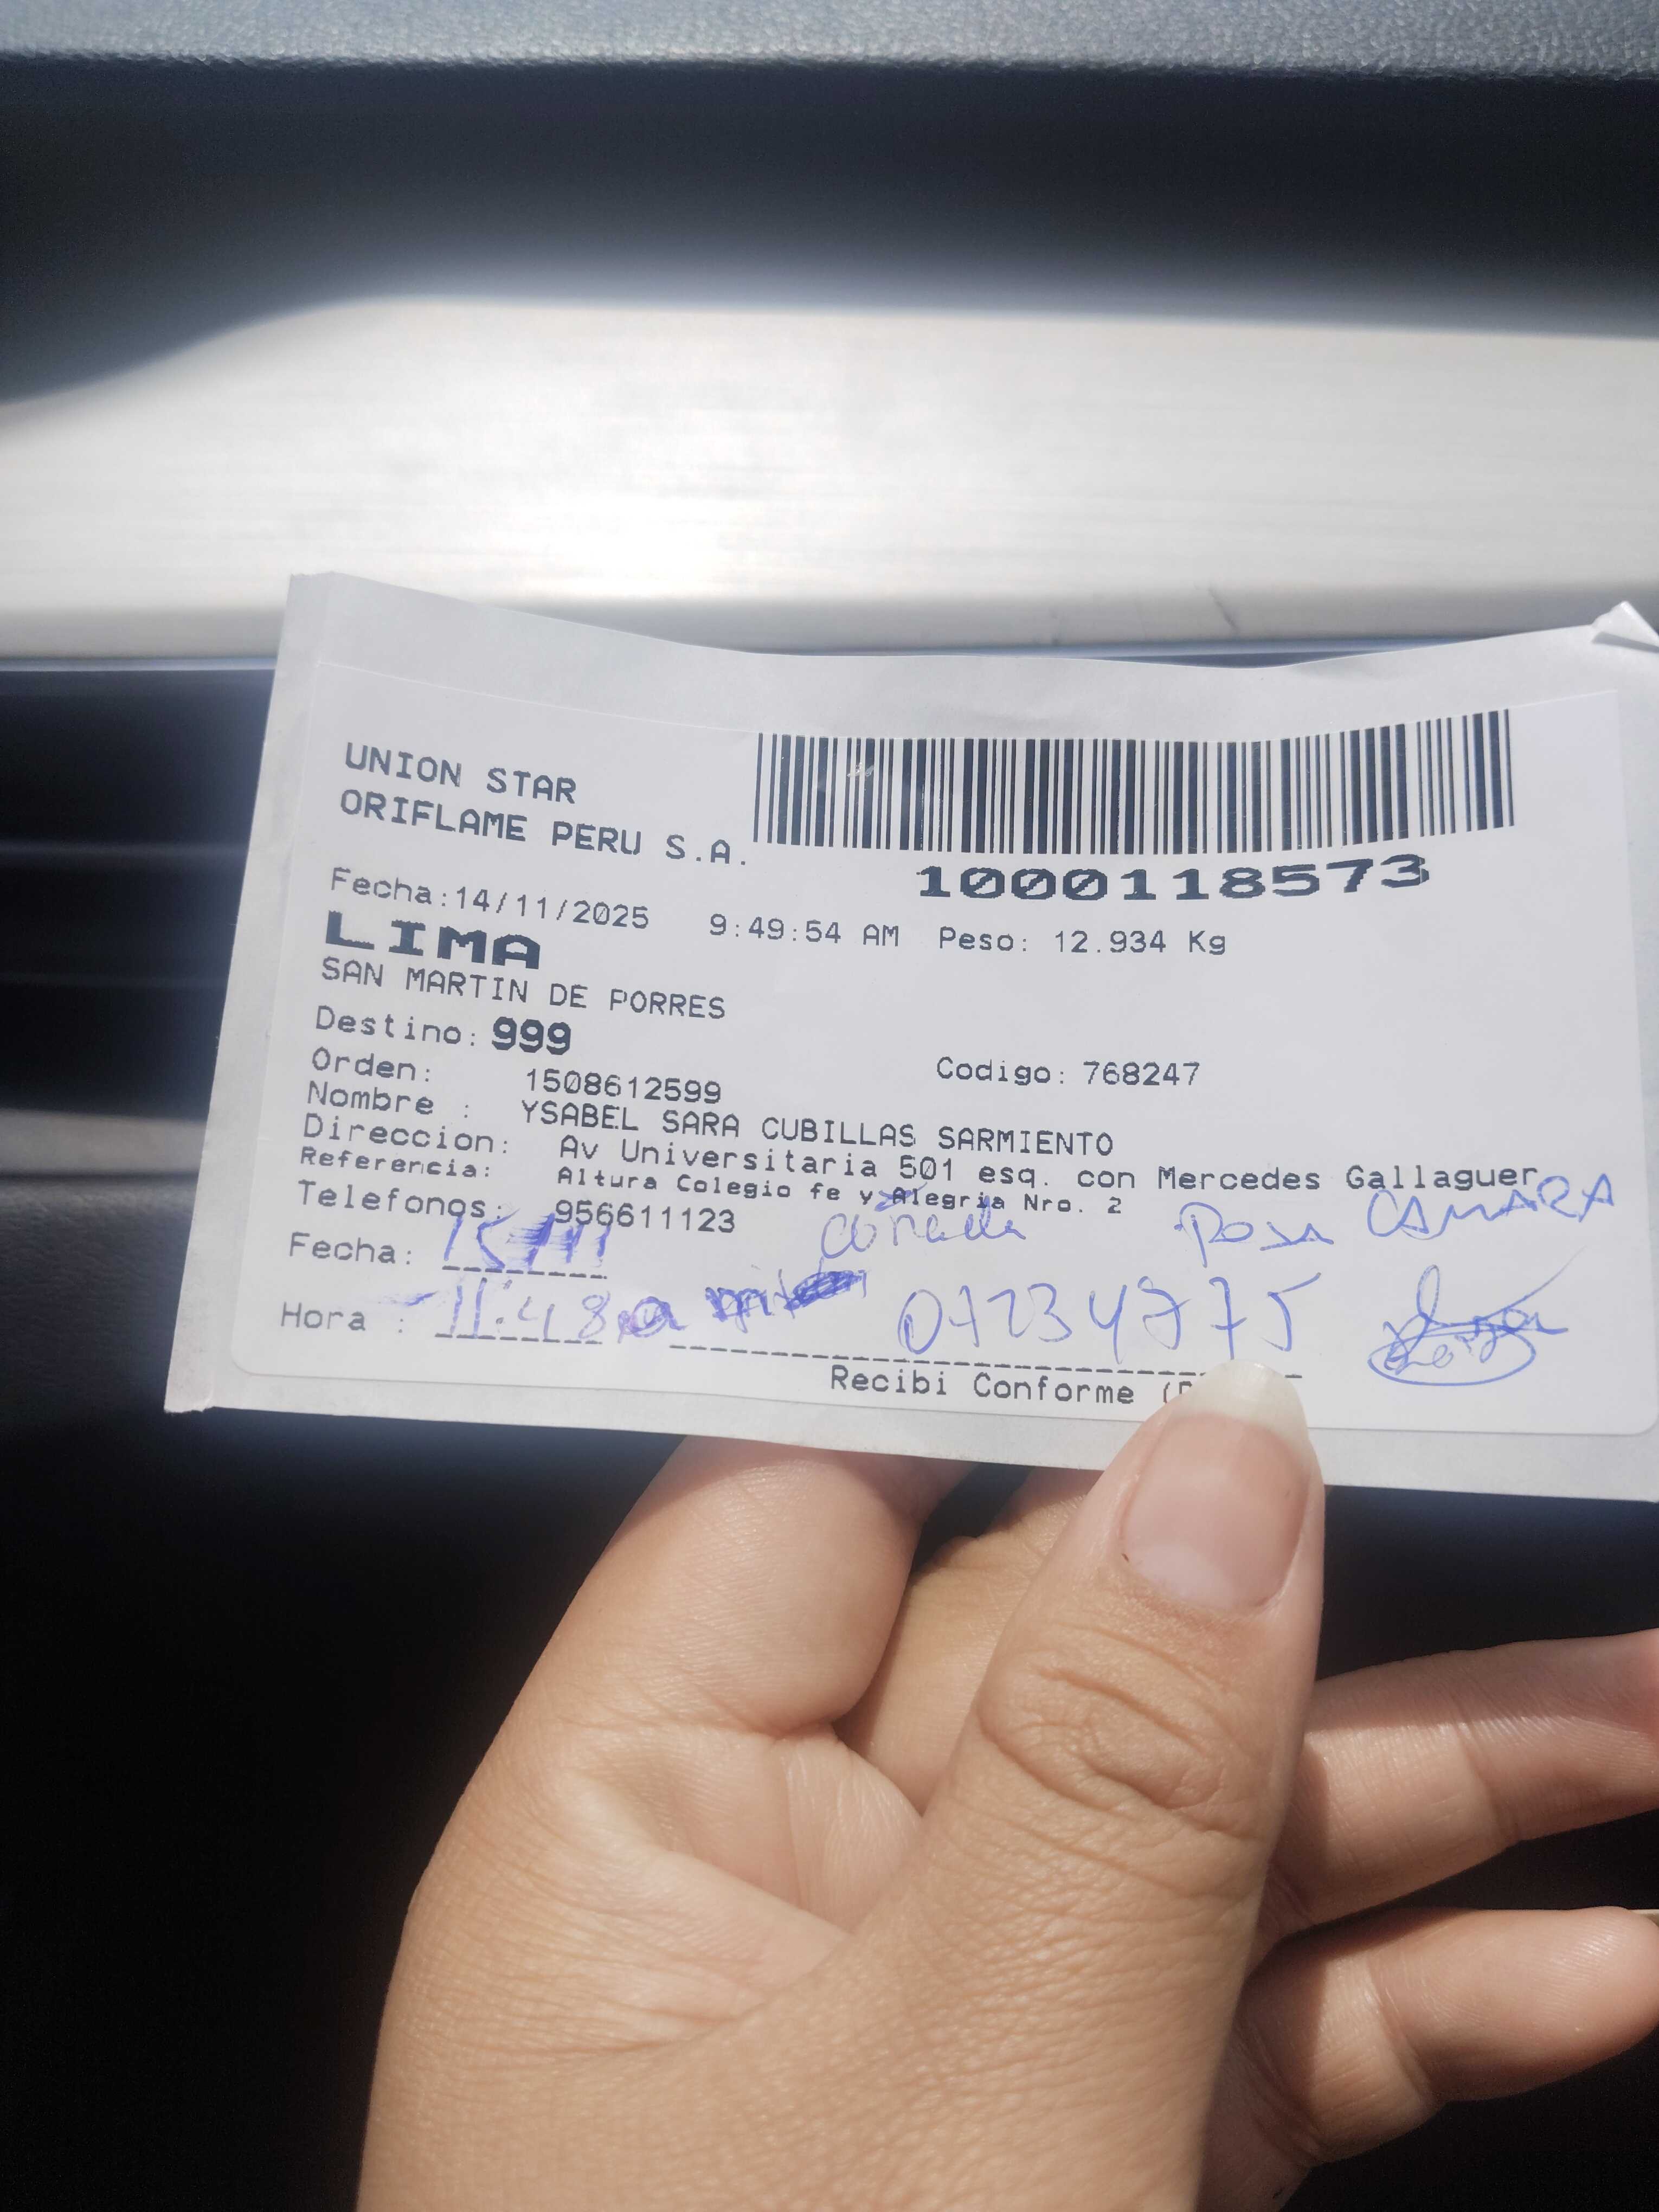 UNION STAR
ORIFLAME PERU S.A.
1000118573
Fecha:14/11/2025 9:49:54 AM Peso: 12.934 Kg
LIMA
SAN MARTIN DE PORRES
Destino: 999
Orden: 1508612599 Codigo: 768247
Nombre : YSABEL SARA CUBILLAS SARMIENTO
Direccion: Av Universitaria 501 esq. con Mercedes Gallaguer
Referencia: Altura Colegio fe y Alegria Nro. 2
Telefonos: 956611123
CAMARA
Fecha: 15/11
Hora : 11:48 a m
Recibi Conforme